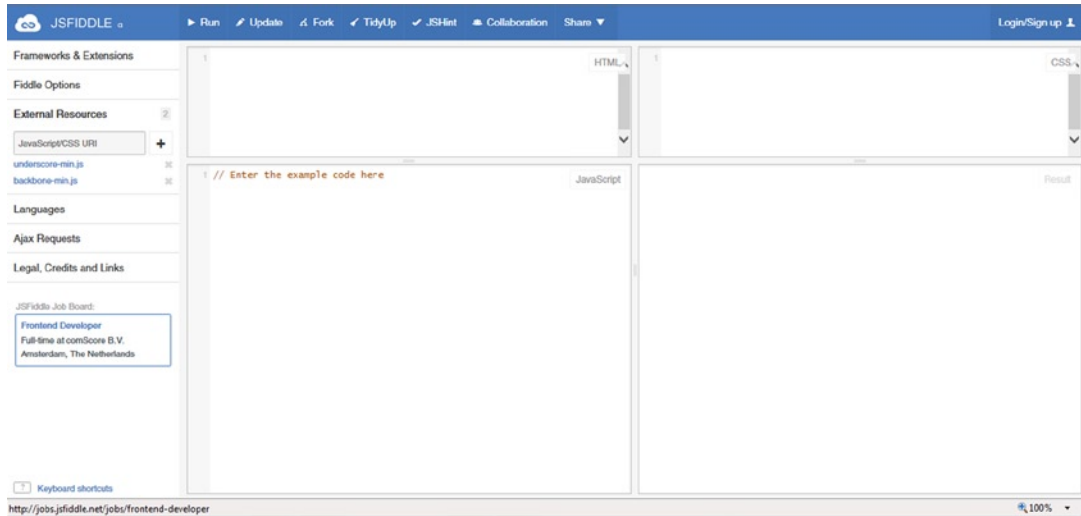 JSFIDDLE α
Run Update Fork TidyUp JSHint Collaboration Share ▼
Login/Sign up
Frameworks & Extensions
Fiddle Options
External Resources 2
JavaScript/CSS URI +
underscore-min.js
backbone-min.js
Languages
Ajax Requests
Legal, Credits and Links
JSFiddle Job Board:
Frontend Developer
Full-time at comScore B.V.
Amsterdam, The Netherlands
? Keyboard shortcuts
1
HTML
1
CSS
1 // Enter the example code here
JavaScript
Result
http://jobs.jsfiddle.net/jobs/frontend-developer
100%